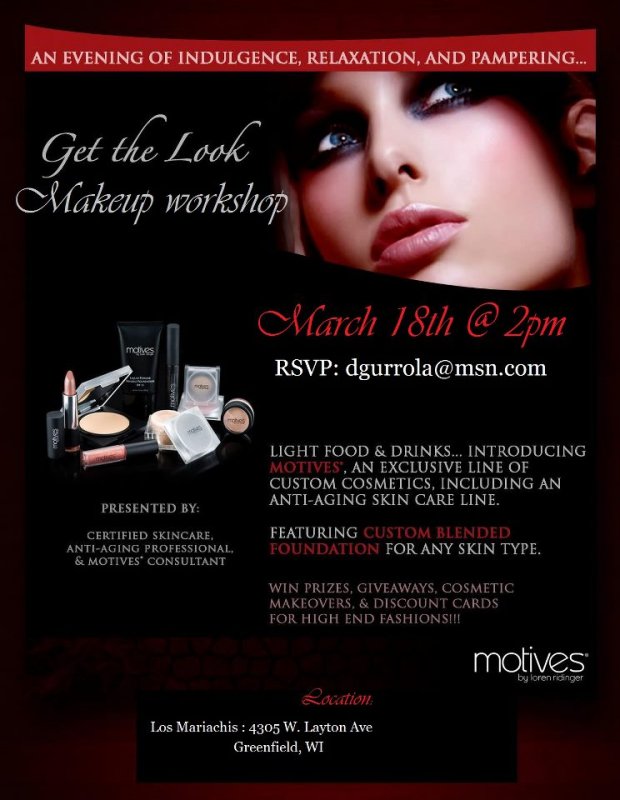 AN EVENING OF INDULGENCE, RELAXATION, AND PAMPERING...
Get the Look
Makeup workshop
March 18th @ 2pm
RSVP: dgurrola@msn.com
motives
motives
motives
LIGHT FOOD & DRINKS... INTRODUCING
MOTIVES®, AN EXCLUSIVE LINE OF
CUSTOM COSMETICS, INCLUDING AN
ANTI-AGING SKIN CARE LINE.
PRESENTED BY:
CERTIFIED SKINCARE,
ANTI-AGING PROFESSIONAL,
& MOTIVES® CONSULTANT
FEATURING CUSTOM BLENDED
FOUNDATION FOR ANY SKIN TYPE.
WIN PRIZES, GIVEAWAYS, COSMETIC
MAKEOVERS, & DISCOUNT CARDS
FOR HIGH END FASHIONS!!!
motives®
by loren ridinger
Location:
Los Mariachis : 4305 W. Layton Ave
Greenfield, WI